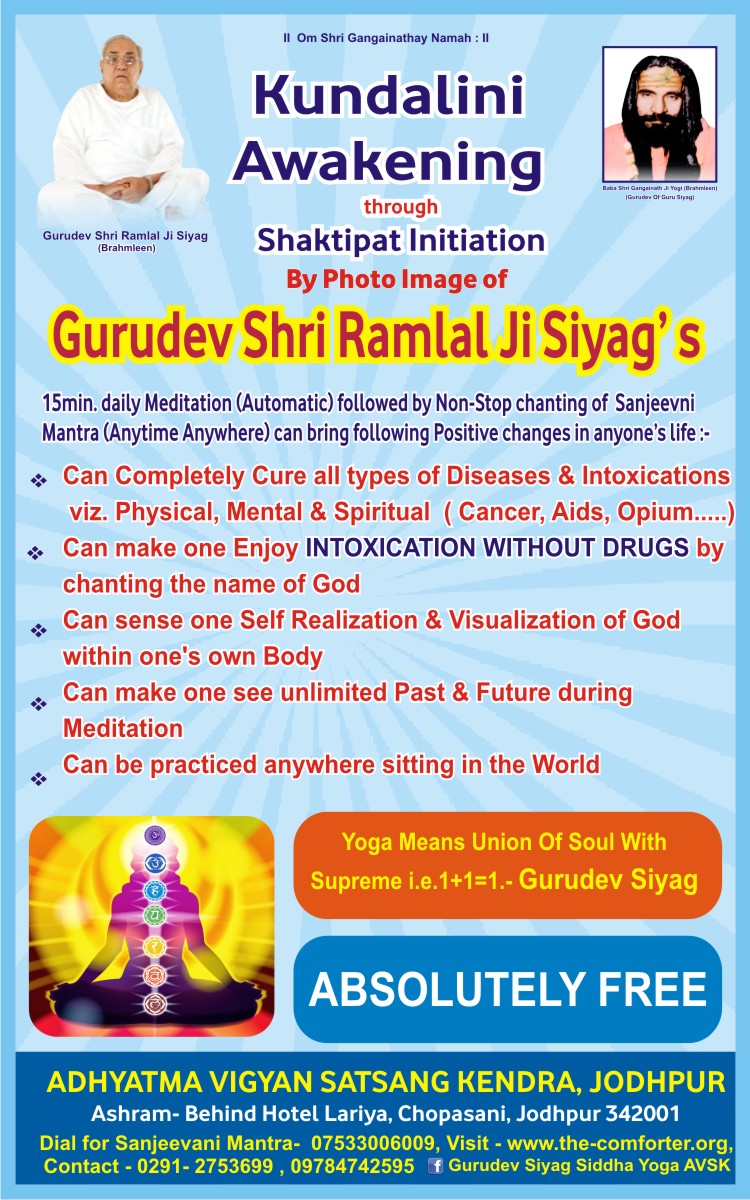 II Om Shri Gangainathay Namah : II
Kundalini
Awakening
through
Shaktipat Initiation
By Photo Image of
Gurudev Shri Ramlal Ji Siyag
(Brahmleen)
Baba Shri Gangainath Ji Yogi (Brahmleen)
(Gurudev Of Guru Siyag)
Gurudev Shri Ramlal Ji Siyag’ s
15min. daily Meditation (Automatic) followed by Non-Stop chanting of Sanjeevni
Mantra (Anytime Anywhere) can bring following Positive changes in anyone’s life :-
❖ Can Completely Cure all types of Diseases & Intoxications
viz. Physical, Mental & Spiritual ( Cancer, Aids, Opium.....)
❖ Can make one Enjoy INTOXICATION WITHOUT DRUGS by
chanting the name of God
❖ Can sense one Self Realization & Visualization of God
within one's own Body
❖ Can make one see unlimited Past & Future during
Meditation
❖ Can be practiced anywhere sitting in the World
Yoga Means Union Of Soul With
Supreme i.e.1+1=1.- Gurudev Siyag
ABSOLUTELY FREE
ADHYATMA VIGYAN SATSANG KENDRA, JODHPUR
Ashram- Behind Hotel Lariya, Chopasani, Jodhpur 342001
Dial for Sanjeevani Mantra- 07533006009, Visit - www.the-comforter.org,
Contact - 0291- 2753699 , 09784742595 f Gurudev Siyag Siddha Yoga AVSK